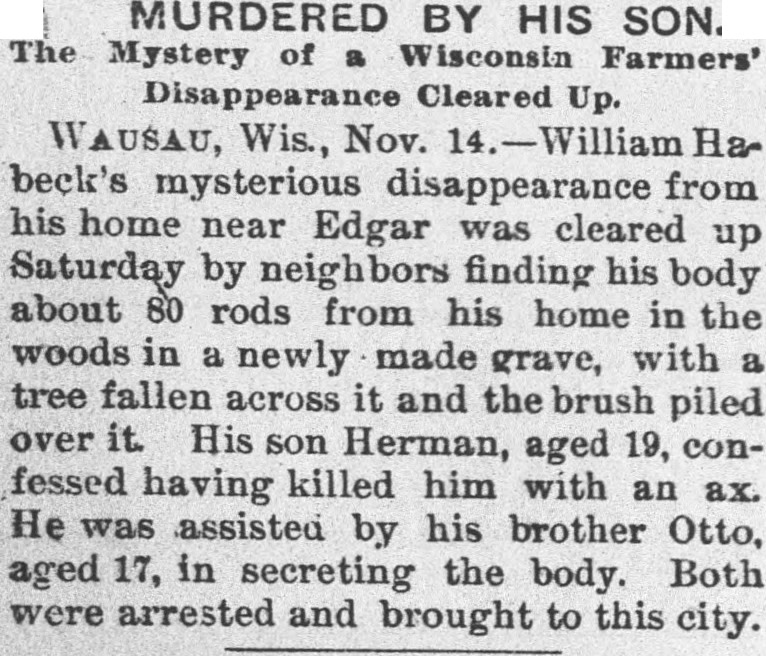 MURDERED BY HIS SON.
The Mystery of a Wisconsin Farmers'
Disappearance Cleared Up.
WAUSAU, Wis., Nov. 14.—William Ha-
beck's mysterious disappearance from
his home near Edgar was cleared up
Saturday by neighbors finding his body
about 80 rods from his home in the
woods in a newly made grave, with a
tree fallen across it and the brush piled
over it. His son Herman, aged 19, con-
fessed having killed him with an ax.
He was assisted by his brother Otto,
aged 17, in secreting the body. Both
were arrested and brought to this city.